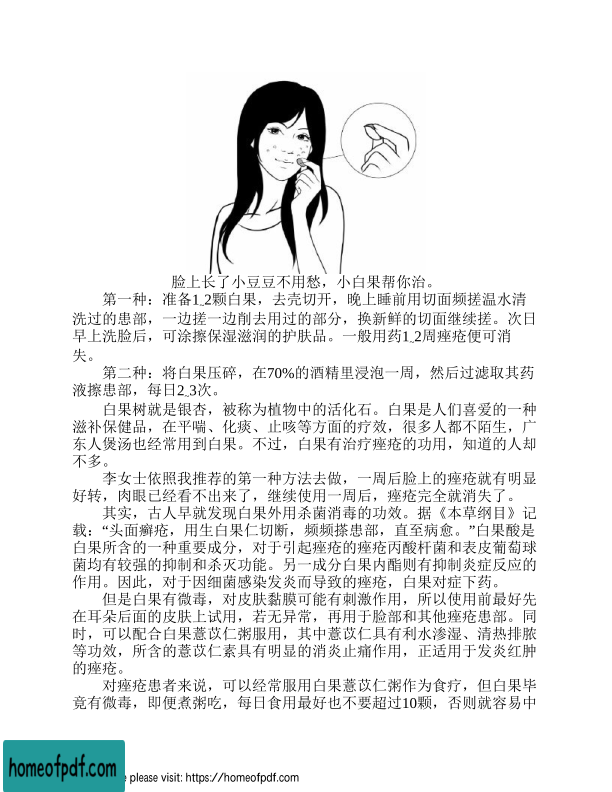 脸上长了小豆豆不用愁，小白果帮你治。
第一种：准备1_2颗白果，去壳切开，晚上睡前用切面频搓温水清
洗过的患部，一边搓一边削去用过的部分，换新鲜的切面继续搓。次日
早上洗脸后，可涂擦保湿滋润的护肤品。一般用药1_2周痤疮便可消
失。
第二种：将白果压碎，在70%的酒精里浸泡一周，然后过滤取其药
液擦患部，每日2_3次。
白果树就是银杏，被称为植物中的活化石。白果是人们喜爱的一种
滋补保健品，在平喘、化痰、止咳等方面的疗效，很多人都不陌生，广
东人煲汤也经常用到白果。不过，白果有治疗痤疮的功用，知道的人却
不多。
李女士依照我推荐的第一种方法去做，一周后脸上的痤疮就有明显
好转，肉眼已经看不出来了，继续使用一周后，痤疮完全就消失了。
其实，古人早就发现白果外用杀菌消毒的功效。据《本草纲目》记
载：“头面癣疮，用生白果仁切断，频频搽患部，直至病愈。”白果酸是
白果所含的一种重要成分，对于引起痤疮的痤疮丙酸杆菌和表皮葡萄球
菌均有较强的抑制和杀灭功能。另一成分白果内酯则有抑制炎症反应的
作用。因此，对于因细菌感染发炎而导致的痤疮，白果对症下药。
但是白果有微毒，对皮肤黏膜可能有刺激作用，所以使用前最好先
在耳朵后面的皮肤上试用，若无异常，再用于脸部和其他痤疮患部。同
时，可以配合白果薏苡仁粥服用，其中薏苡仁具有利水渗湿、清热排脓
等功效，所含的薏苡仁素具有明显的消炎止痛作用，正适用于发炎红肿
的痤疮。
对痤疮患者来说，可以经常服用白果薏苡仁粥作为食疗，但白果毕
竟有微毒，即便煮粥吃，每日食用最好也不要超过10颗，否则就容易中
homeofpdf.com
e please visit: https://homeofpdf.com